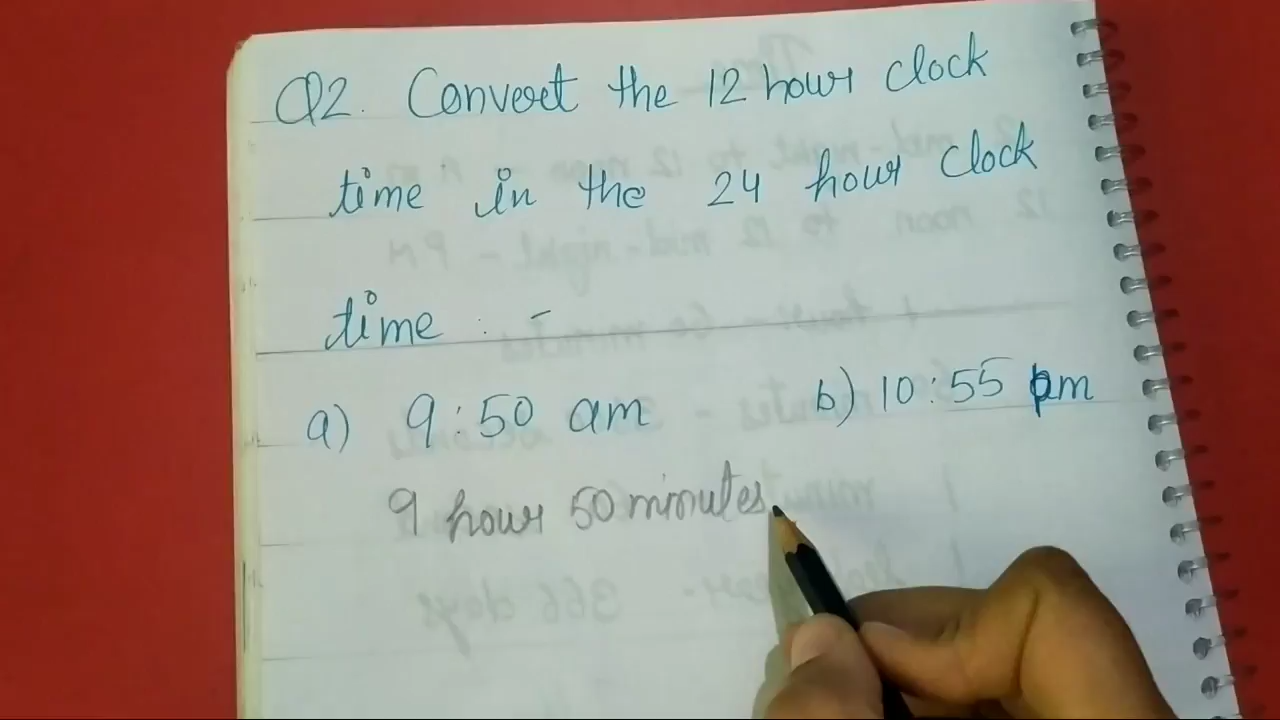 Q2. Convert the 12 hour clock
time in the 24 hour clock
time : -
a) 9:50 am b) 10:55 pm
9 hour 50 minutes